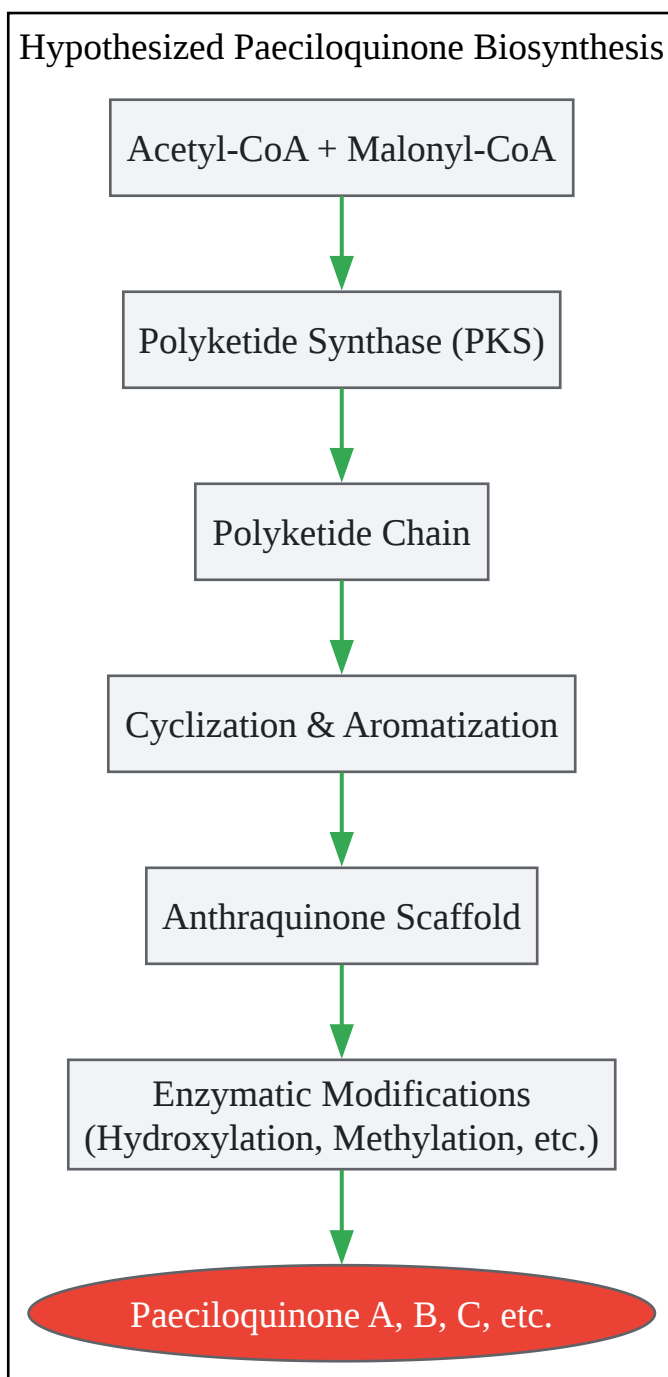 Hypothesized Paeciloquinone Biosynthesis
Acetyl-CoA + Malonyl-CoA
Polyketide Synthase (PKS)
Polyketide Chain
Cyclization & Aromatization
Anthraquinone Scaffold
Enzymatic Modifications
(Hydroxylation, Methylation, etc.)
Paeciloquinone A, B, C, etc.